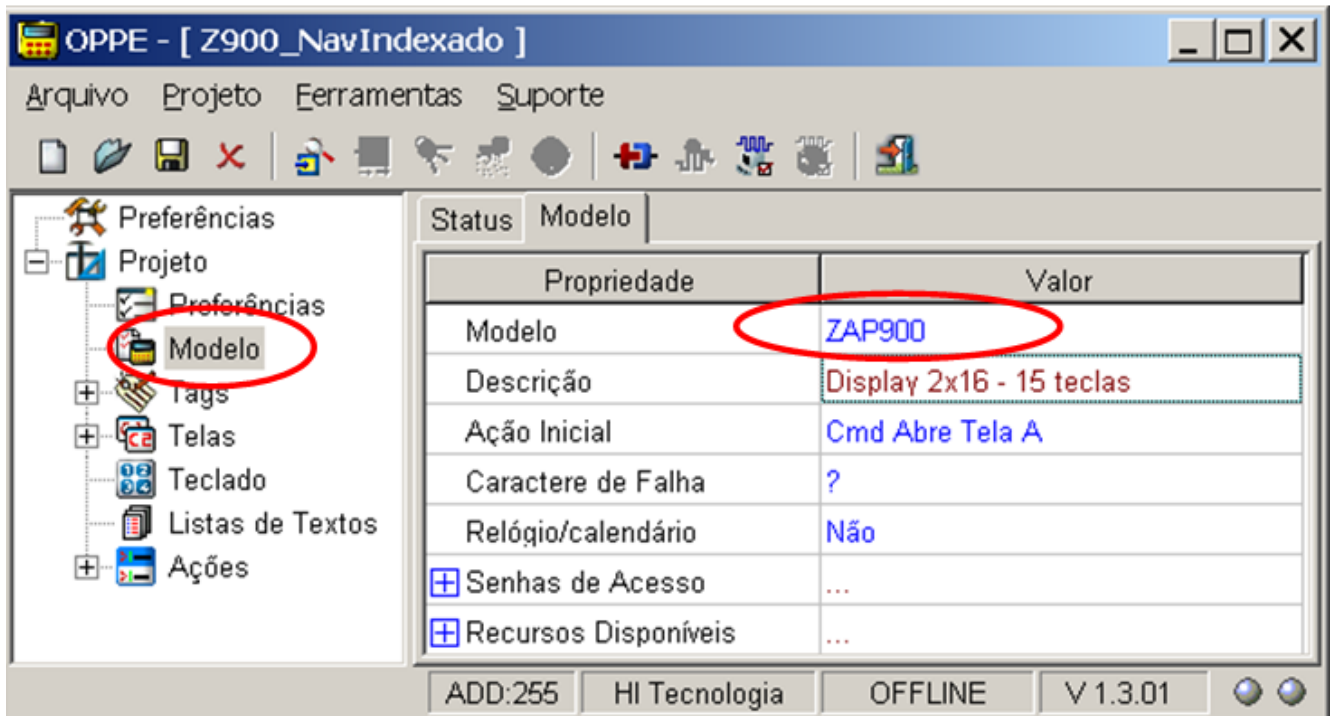 OPPE - [ Z900_NavIndexado ]
Arquivo Projeto Ferramentas Suporte
Preferências
Projeto
Preferências
Modelo
Tags
Telas
Teclado
Listas de Textos
Ações
Status Modelo
Propriedade Valor
Modelo ZAP900
Descrição Display 2x16 - 15 teclas
Ação Inicial Cmd Abre Tela A
Caractere de Falha ?
Relógio/calendário Não
Senhas de Acesso ...
Recursos Disponíveis ...
ADD:255 HI Tecnologia OFFLINE V 1.3.01